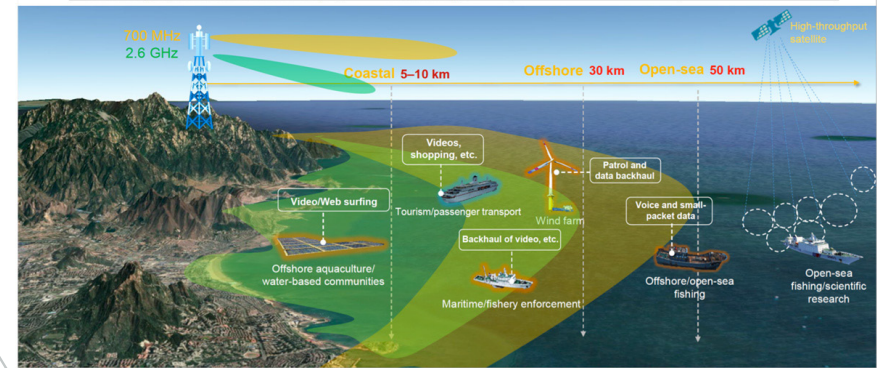 700 MHz
2.6 GHz
High-throughput
satellite
Coastal 5–10 km
Offshore 30 km
Open-sea 50 km
Videos,
shopping, etc.
Patrol and
data backhaul
Video/Web surfing
Tourism/passenger transport
Wind farm
Voice and small-
packet data
Backhaul of video, etc.
Offshore aquaculture/
water-based communities
Maritime/fishery enforcement
Offshore/open-sea
fishing
Open-sea
fishing/scientific
research